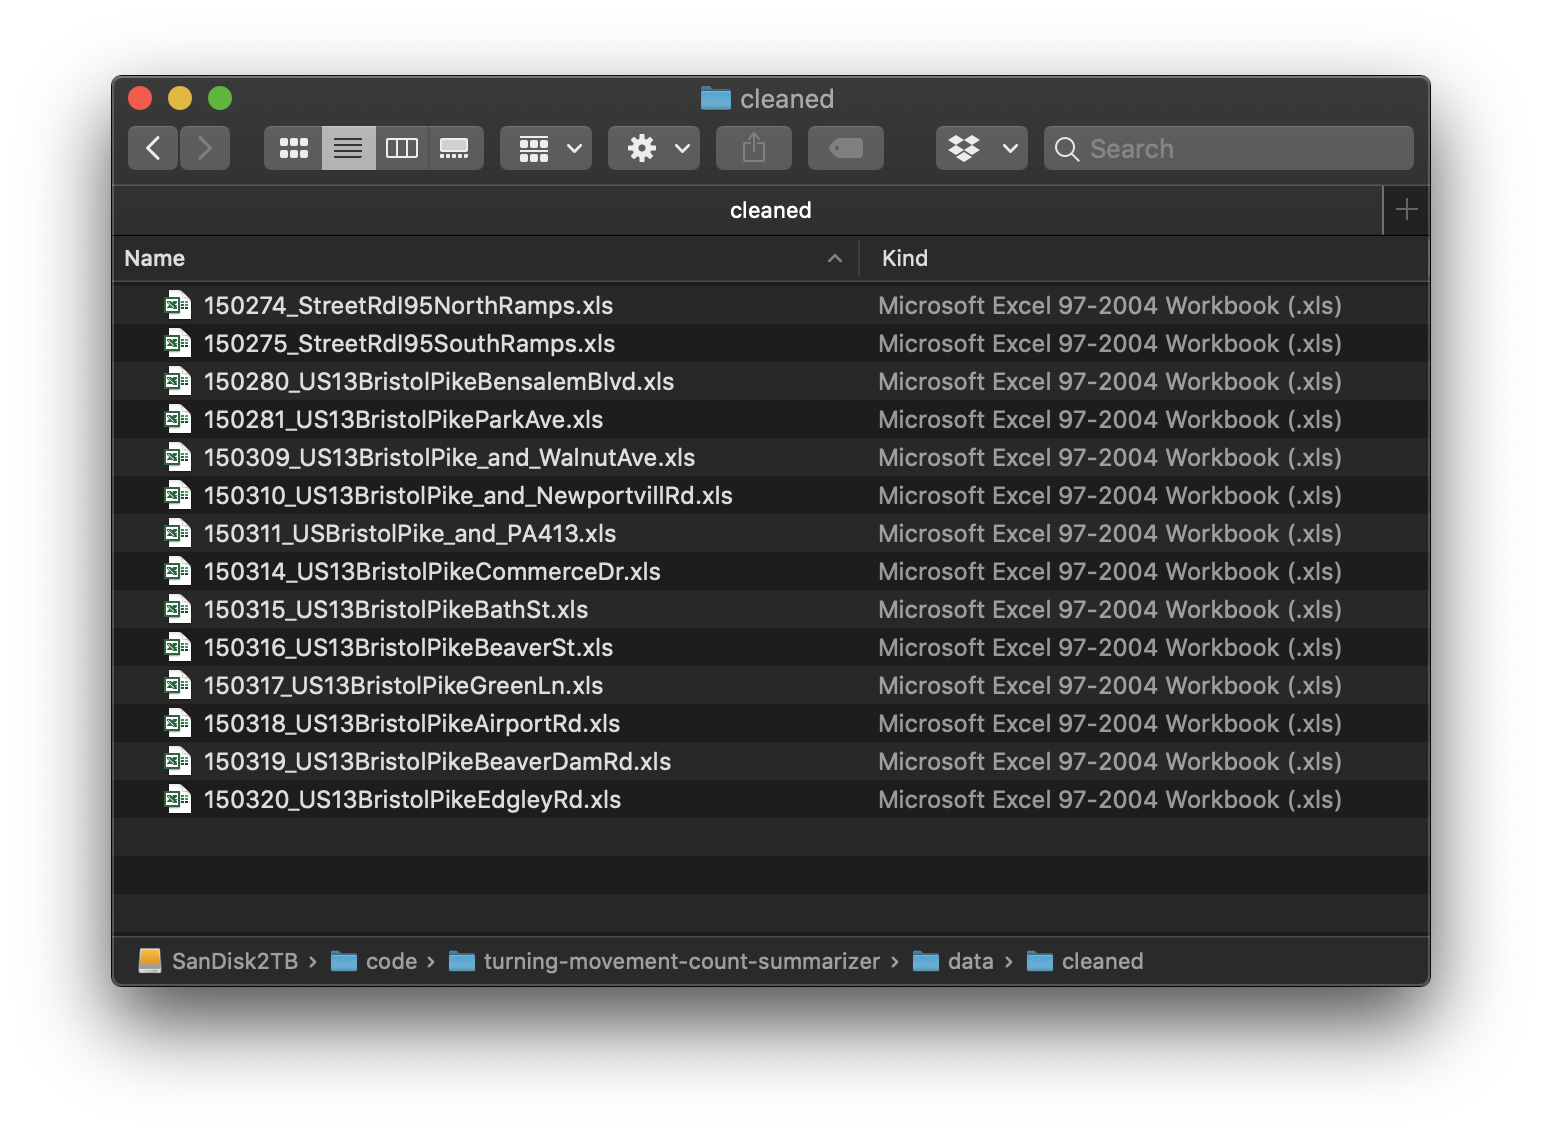 cleaned
Search
cleaned
Name Kind
150274_StreetRdI95NorthRamps.xls Microsoft Excel 97-2004 Workbook (.xls)
150275_StreetRdI95SouthRamps.xls Microsoft Excel 97-2004 Workbook (.xls)
150280_US13BristolPikeBensalemBlvd.xls Microsoft Excel 97-2004 Workbook (.xls)
150281_US13BristolPikeParkAve.xls Microsoft Excel 97-2004 Workbook (.xls)
150309_US13BristolPike_and_WalnutAve.xls Microsoft Excel 97-2004 Workbook (.xls)
150310_US13BristolPike_and_NewportvillRd.xls Microsoft Excel 97-2004 Workbook (.xls)
150311_USBristolPike_and_PA413.xls Microsoft Excel 97-2004 Workbook (.xls)
150314_US13BristolPikeCommerceDr.xls Microsoft Excel 97-2004 Workbook (.xls)
150315_US13BristolPikeBathSt.xls Microsoft Excel 97-2004 Workbook (.xls)
150316_US13BristolPikeBeaverSt.xls Microsoft Excel 97-2004 Workbook (.xls)
150317_US13BristolPikeGreenLn.xls Microsoft Excel 97-2004 Workbook (.xls)
150318_US13BristolPikeAirportRd.xls Microsoft Excel 97-2004 Workbook (.xls)
150319_US13BristolPikeBeaverDamRd.xls Microsoft Excel 97-2004 Workbook (.xls)
150320_US13BristolPikeEdgleyRd.xls Microsoft Excel 97-2004 Workbook (.xls)
SanDisk2TB › code › turning-movement-count-summarizer › data › cleaned